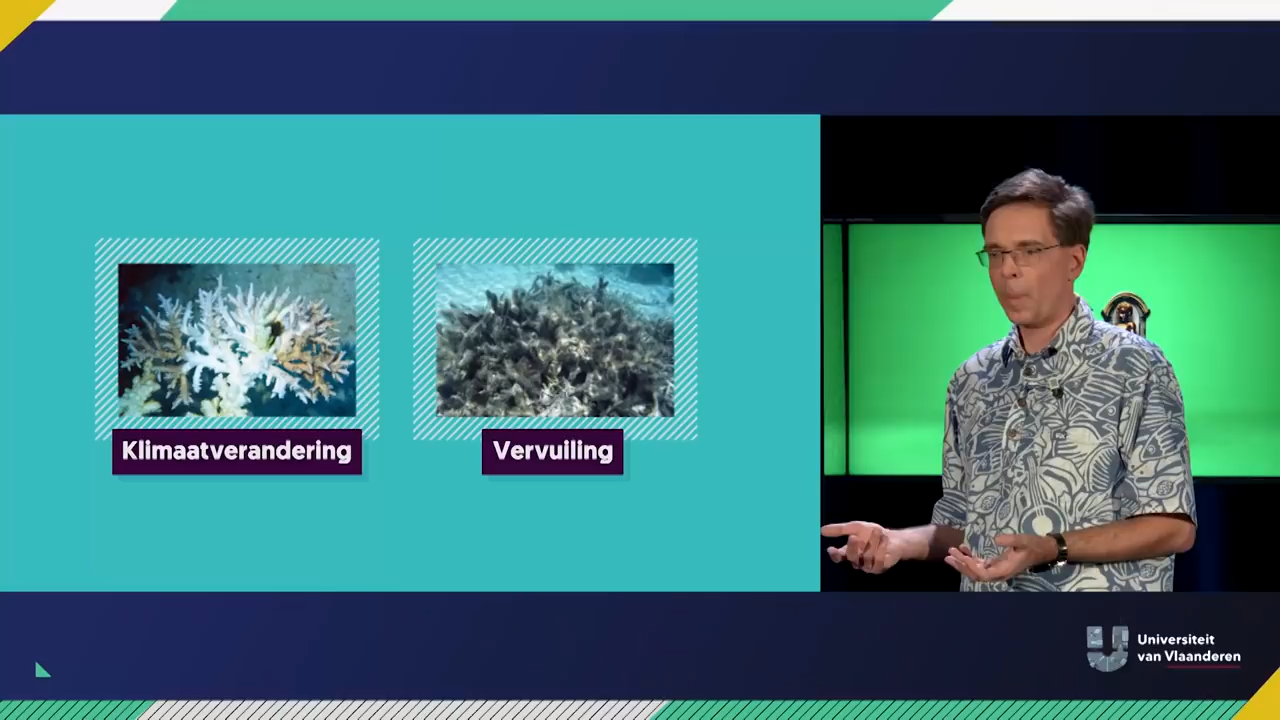 Klimaatverandering
Vervuiling
Universiteit
van Vlaanderen